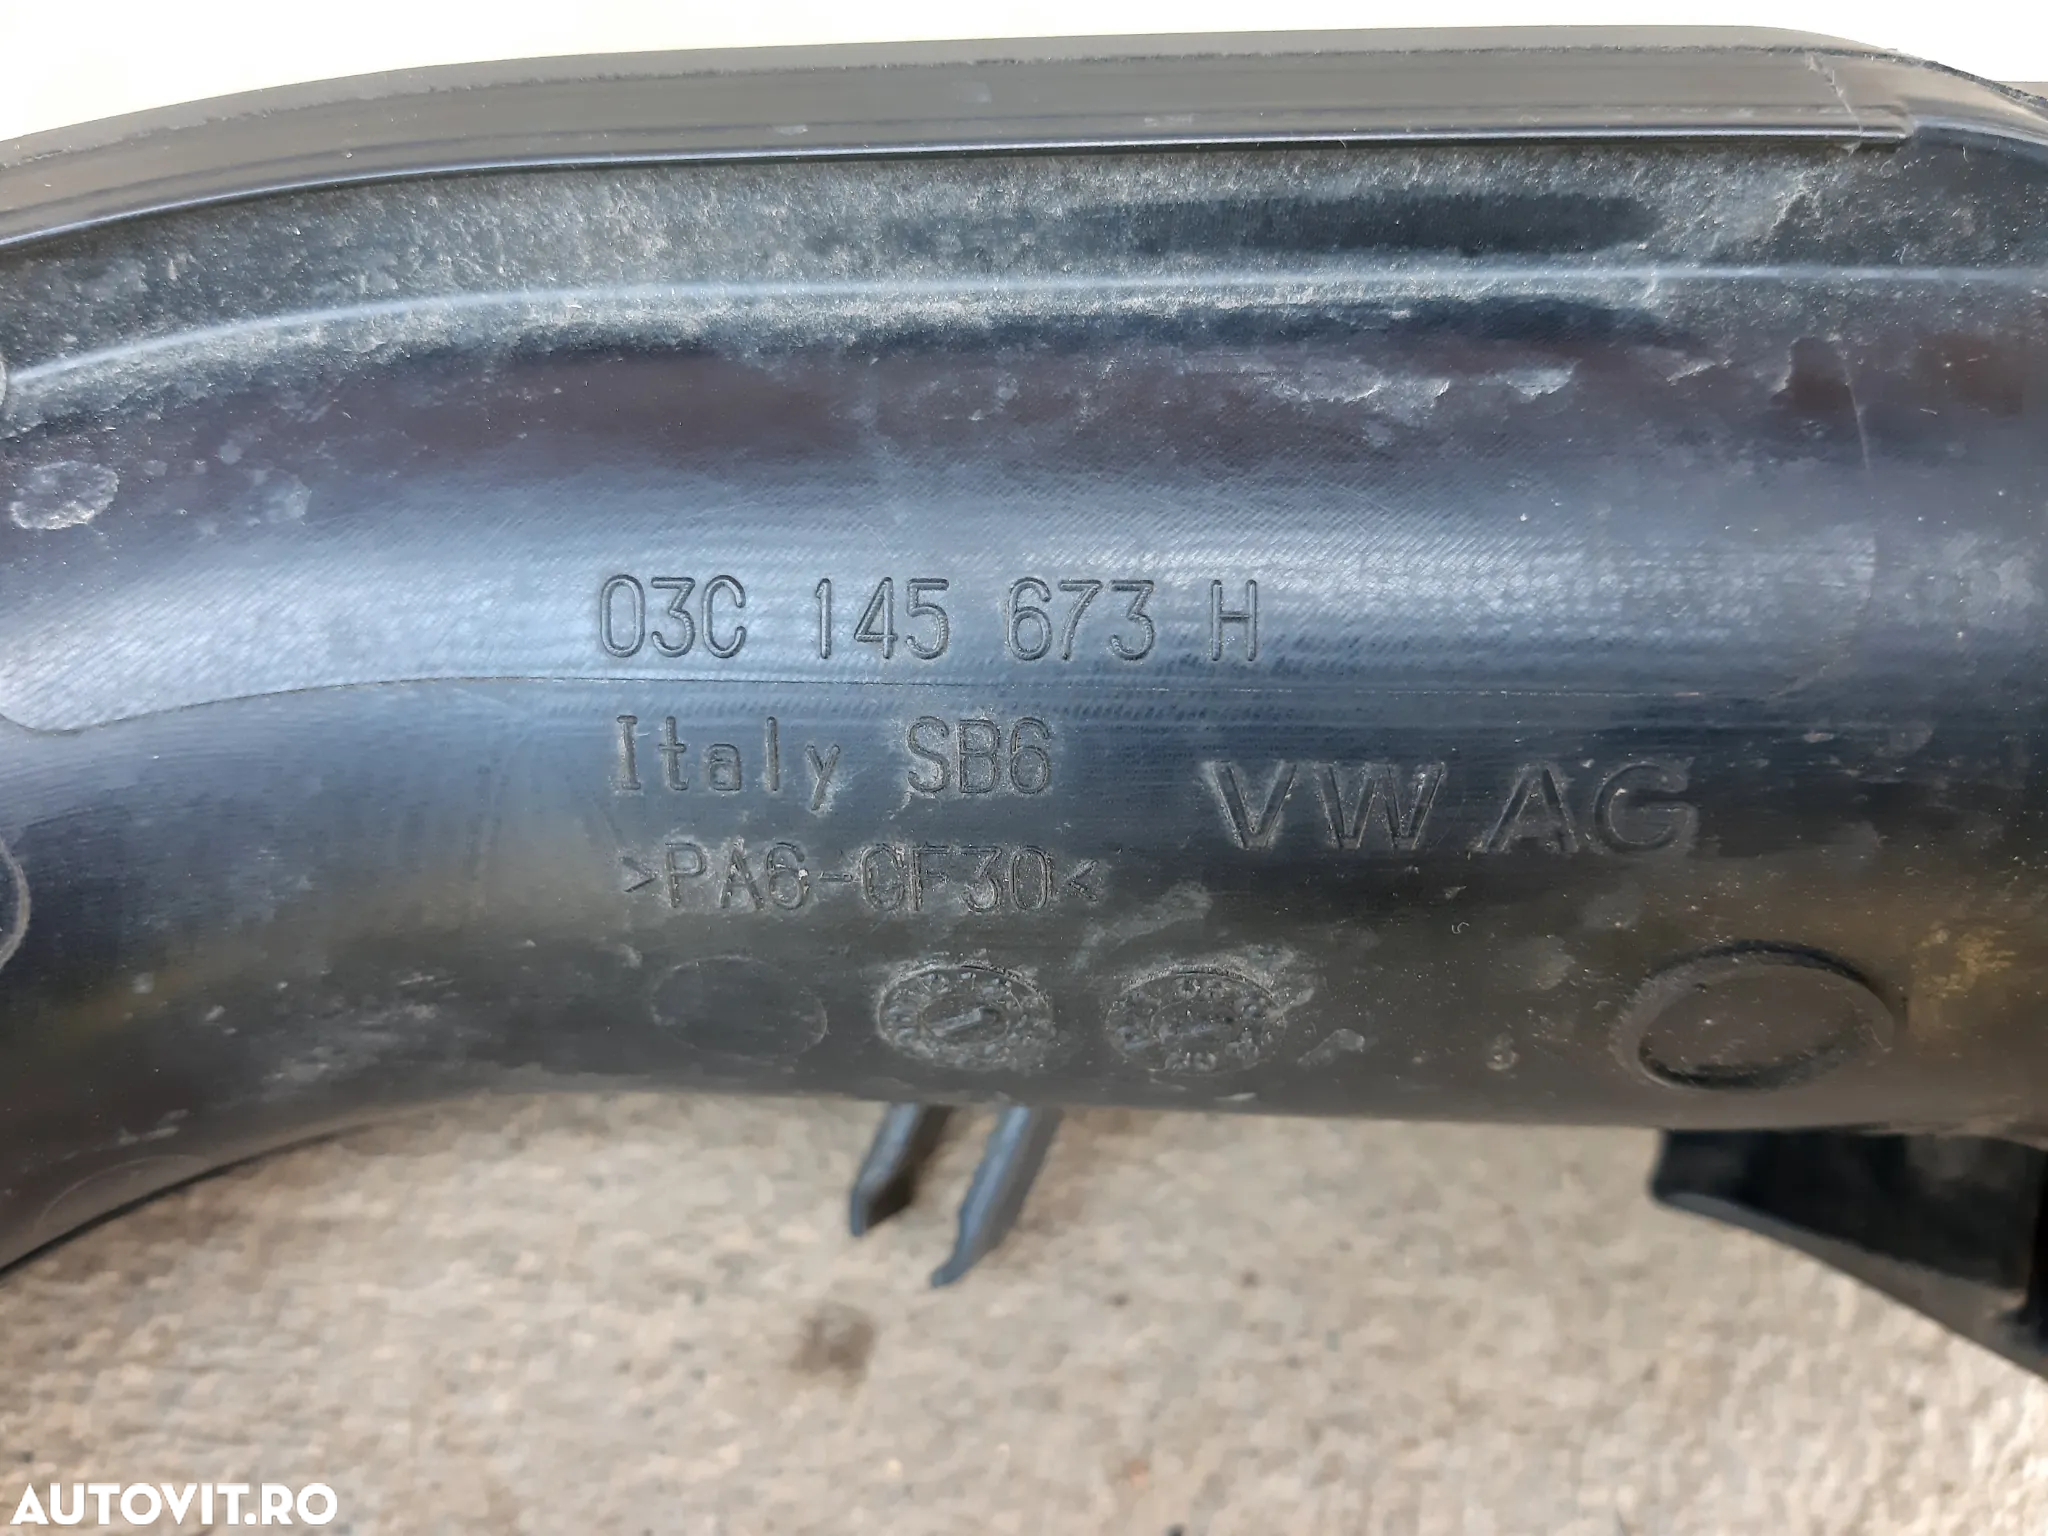 03C 145 673 H
Italy SB6
VW AG
>PA6-GF30<
AUTOVIT.RO